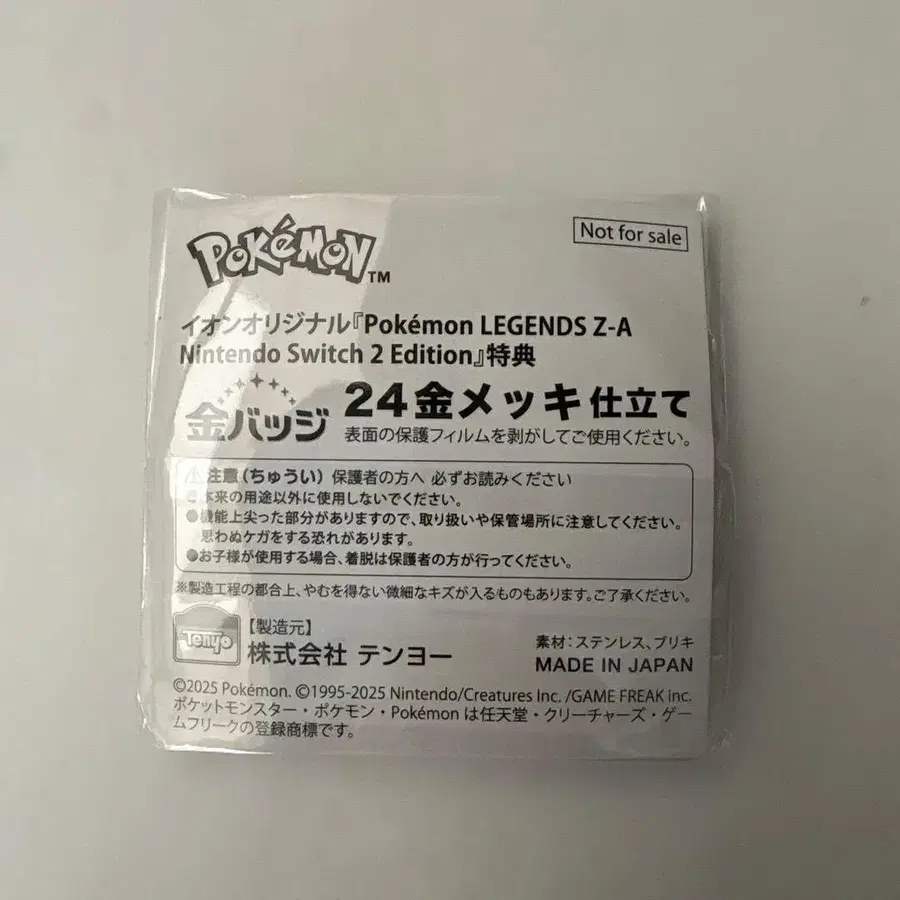 Pokémon TM
Not for sale
イオンオリジナル『Pokémon LEGENDS Z-A
Nintendo Switch 2 Edition』特典
金バッジ 24金メッキ仕立て
表面の保護フィルムを剥がしてご使用ください。
⚠注意(ちゅうい) 保護者の方へ 必ずお読みください
●本来の用途以外に使用しないでください。
●機能上尖った部分がありますので、取り扱いや保管場所に注意してください。
思わぬケガをする恐れがあります。
●お子様が使用する場合、着脱は保護者の方が行ってください。
※製造工程の都合上、やむを得ない微細なキズが入るものもあります。ご了承ください。
Tenyo
【製造元】
株式会社 テンヨー
素材:ステンレス、ブリキ
MADE IN JAPAN
©2025 Pokémon. ©1995-2025 Nintendo/Creatures Inc. /GAME FREAK inc.
ポケットモンスター・ポケモン・Pokémon は任天堂・クリーチャーズ・ゲー
ムフリークの登録商標です。